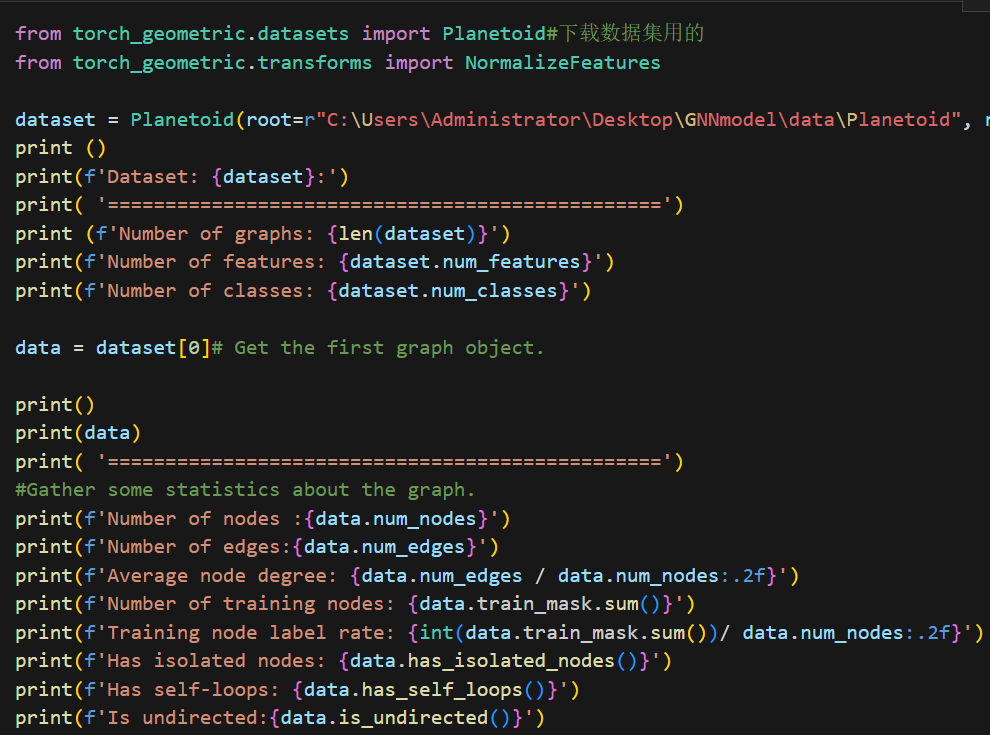 from torch_geometric.datasets import Planetoid#下载数据集用的
from torch_geometric.transforms import NormalizeFeatures
dataset = Planetoid(root=r"C:\Users\Administrator\Desktop\GNNmodel\data\Planetoid",
print ()
print(f'Dataset: {dataset}:')
print( '================================================')
print (f'Number of graphs: {len(dataset)}')
print(f'Number of features: {dataset.num_features}')
print(f'Number of classes: {dataset.num_classes}')
data = dataset[0]# Get the first graph object.
print()
print(data)
print( '================================================')
#Gather some statistics about the graph.
print(f'Number of nodes :{data.num_nodes}')
print(f'Number of edges:{data.num_edges}')
print(f'Average node degree: {data.num_edges / data.num_nodes:.2f}')
print(f'Number of training nodes: {data.train_mask.sum()}')
print(f'Training node label rate: {int(data.train_mask.sum())/ data.num_nodes:.2f}')
print(f'Has isolated nodes: {data.has_isolated_nodes()}')
print(f'Has self-loops: {data.has_self_loops()}')
print(f'Is undirected:{data.is_undirected()}')